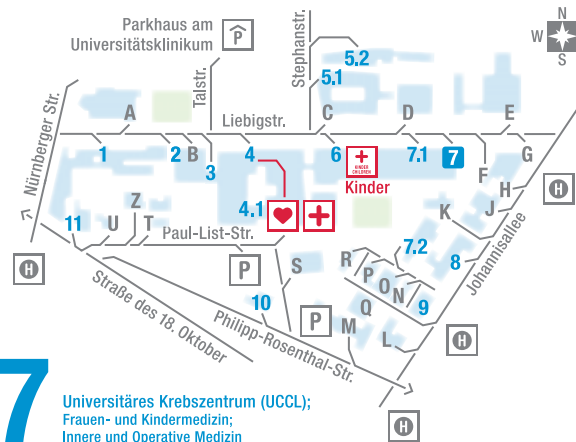 Parkhaus am
Universitätsklinikum
P
Talstr.
Stephanstr.
5.2
5.1
N
W
S
Nürnberger Str.
A
Liebigstr.
C
D
E
1
2
B
3
4
6
KINDER
CHILDREN
Kinder
7.1
7
F
G
H
H
4.1
K
J
Johannisallee
11
Z
U
T
Paul-List-Str.
P
S
R
P
O
N
7.2
8
9
Q
H
Straße des 18. Oktober
10
P
M
L
H
Philipp-Rosenthal-Str.
H
7
Universitäres Krebszentrum (UCCL);
Frauen- und Kindermedizin;
Innere und Operative Medizin